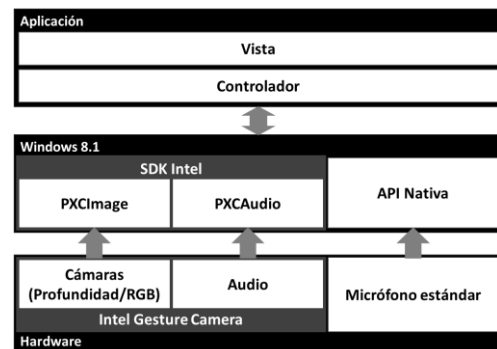 Aplicación
Vista
Controlador
Windows 8.1
SDK Intel
PXCImage
PXCAudio
API Nativa
Cámaras
(Profundidad/RGB)
Audio
Micrófono estándar
Intel Gesture Camera
Hardware